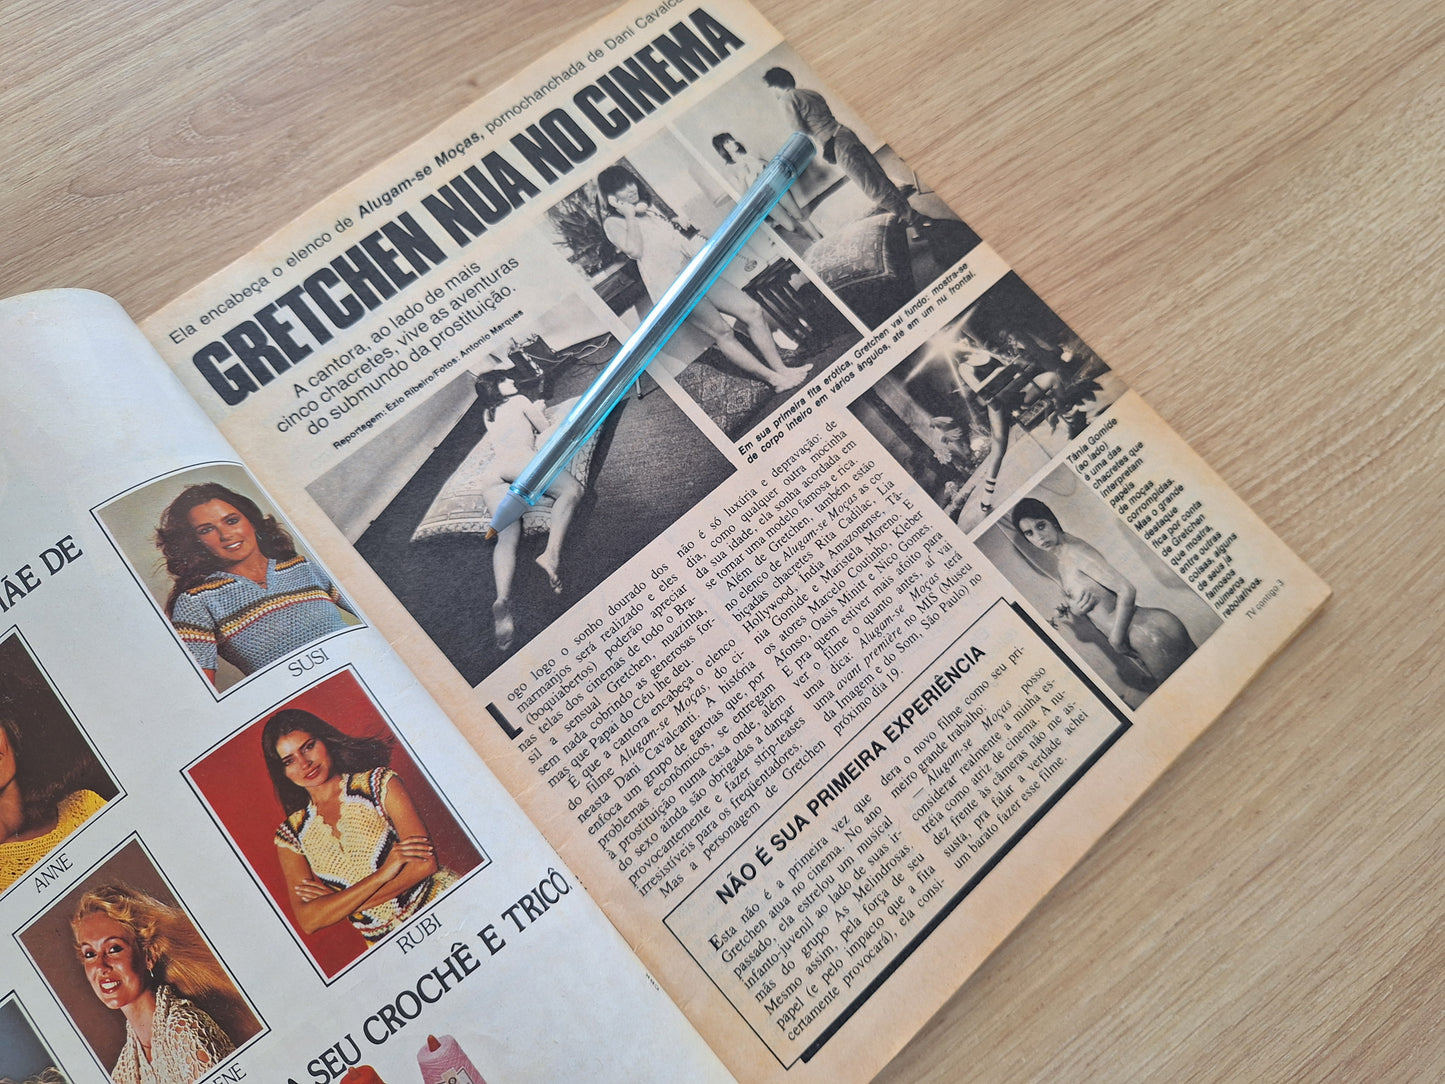 Ela encabeça o elenco de Alugam-se Moças, pornochanchada de Dani Cavalca
GRETCHEN NUA NO CINEMA
A cantora, ao lado de mais
cinco chacretes, vive as aventuras
do submundo da prostituição.
Reportagem: Ézio Ribeiro/Fotos: Antonio Marques
Em sua primeira fita erótica, Gretchen vai fundo: mostra-se
de corpo inteiro em vários ângulos, até em um nu frontal.
Logo logo o sonho dourado dos
marmanjos será realizado e eles
(boquiabertos) poderão apreciar
nas telas dos cinemas de todo o Bra-
sil a sensual Gretchen, nuazinha,
sem nada cobrindo as generosas for-
mas que Papai do Céu lhe deu.
É que a cantora encabeça o elenco
do filme Alugam-se Moças, do ci-
neasta Dani Cavalcanti. A história
enfoca um grupo de garotas que, por
problemas econômicos, se entregam
à prostituição numa casa onde, além
do sexo ainda são obrigadas a dançar
provocantemente e fazer strip-teases
irresistíveis para os freqüentadores.
Mas a personagem de Gretchen
não é só luxúria e depravação: de
dia, como qualquer outra mocinha
da sua idade, ela sonha acordada em
se tornar uma modelo famosa e rica.
Além de Gretchen, também estão
no elenco de Alugam-se Moças as co-
biçadas chacretes Rita Cadilac, Lia
Hollywood, Índia Amazonense, Tâ-
nia Gomide e Maristela Moreno. E
os atores Marcelo Coutinho, Kleber
Afonso, Oasis Minitt e Nico Gomes.
E pra quem estiver mais afoito para
ver o filme o quanto antes, aí vai
uma dica: Alugam-se Moças terá
uma avant première no MIS (Museu
da Imagem e do Som, São Paulo) no
próximo dia 19.
Tânia Gomide
(ao lado)
é uma das
chacretes que
interpretam
papéis
de moças
corrompidas.
Mas o grande
destaque
fica por conta
de Gretchen
que mostra,
entre outras
coisas, alguns
de seus já
famosos
números
rebolativos.
TV contigo.3
NÃO É SUA PRIMEIRA EXPERIÊNCIA
Esta não é a primeira vez que
Gretchen atua no cinema. No ano
passado, ela estrelou um musical
infanto-juvenil ao lado de suas ir-
mãs do grupo As Melindrosas.
Mesmo assim, pela força de seu
papel (e pelo impacto que a fita
certamente provocará), ela consi-
dera o novo filme como seu pri-
meiro grande trabalho:
— Alugam-se Moças posso
considerar realmente a minha es-
tréia como atriz de cinema. A nu-
dez frente às câmeras não me as-
susta, pra falar a verdade achei
um barato fazer esse filme.
MÃE DE
SUSI
ANNE
RUBI
ENE
A SEU CROCHÊ E TRICÔ.